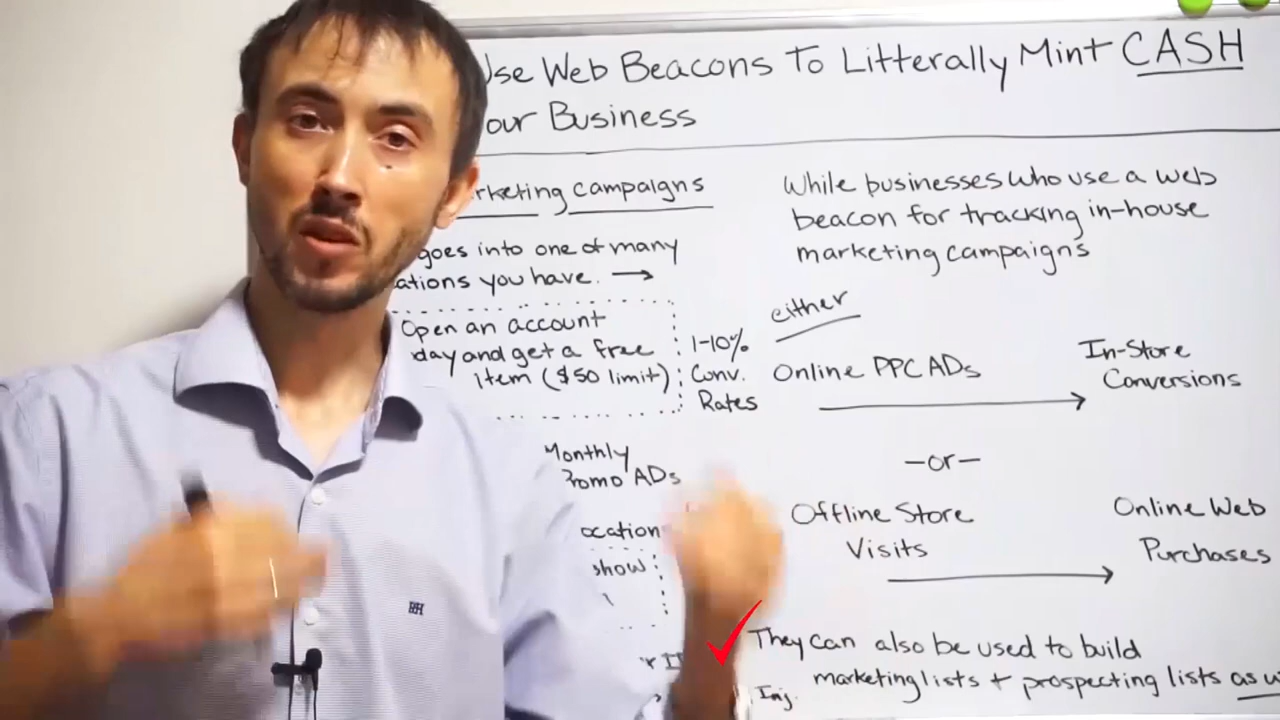 Use Web Beacons To Litterally Mint CASH
our Business
rketing campaigns
goes into one of many
ations you have. →
Open an account
day and get a free
item ($50 limit)
1-10%
Conv.
Rates
Monthly
Promo ADs
ocation
show
While businesses who use a web
beacon for tracking in-house
marketing campaigns
either
Online PPC ADs
In-Store
Conversions
-or-
Offline Store
Visits
Online Web
Purchases
They can also be used to build
marketing lists + prospecting lists as
BH